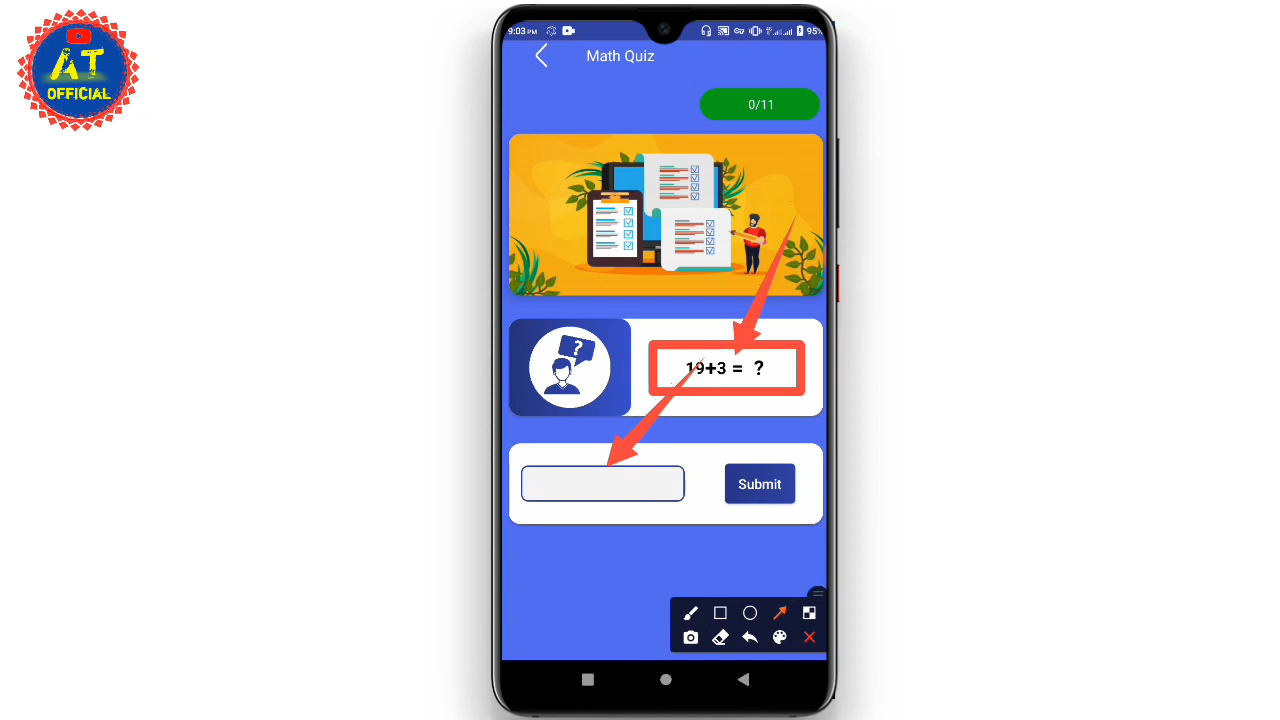 AT
OFFICIAL
9:03 PM
95%
Math Quiz
0/11
?
19+3 = ?
Submit